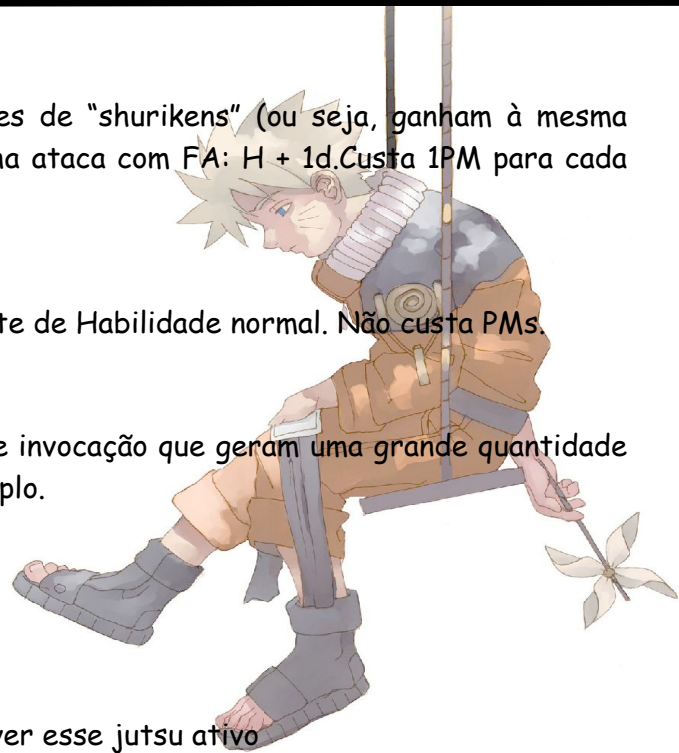 es de “shurikens” (ou seja, ganham à mesma
na ataca com FA: H + 1d.Custa 1PM para cada
te de Habilidade normal. Não custa PMs.
e invocação que geram uma grande quantidade
plo.
ver esse jutsu ativo